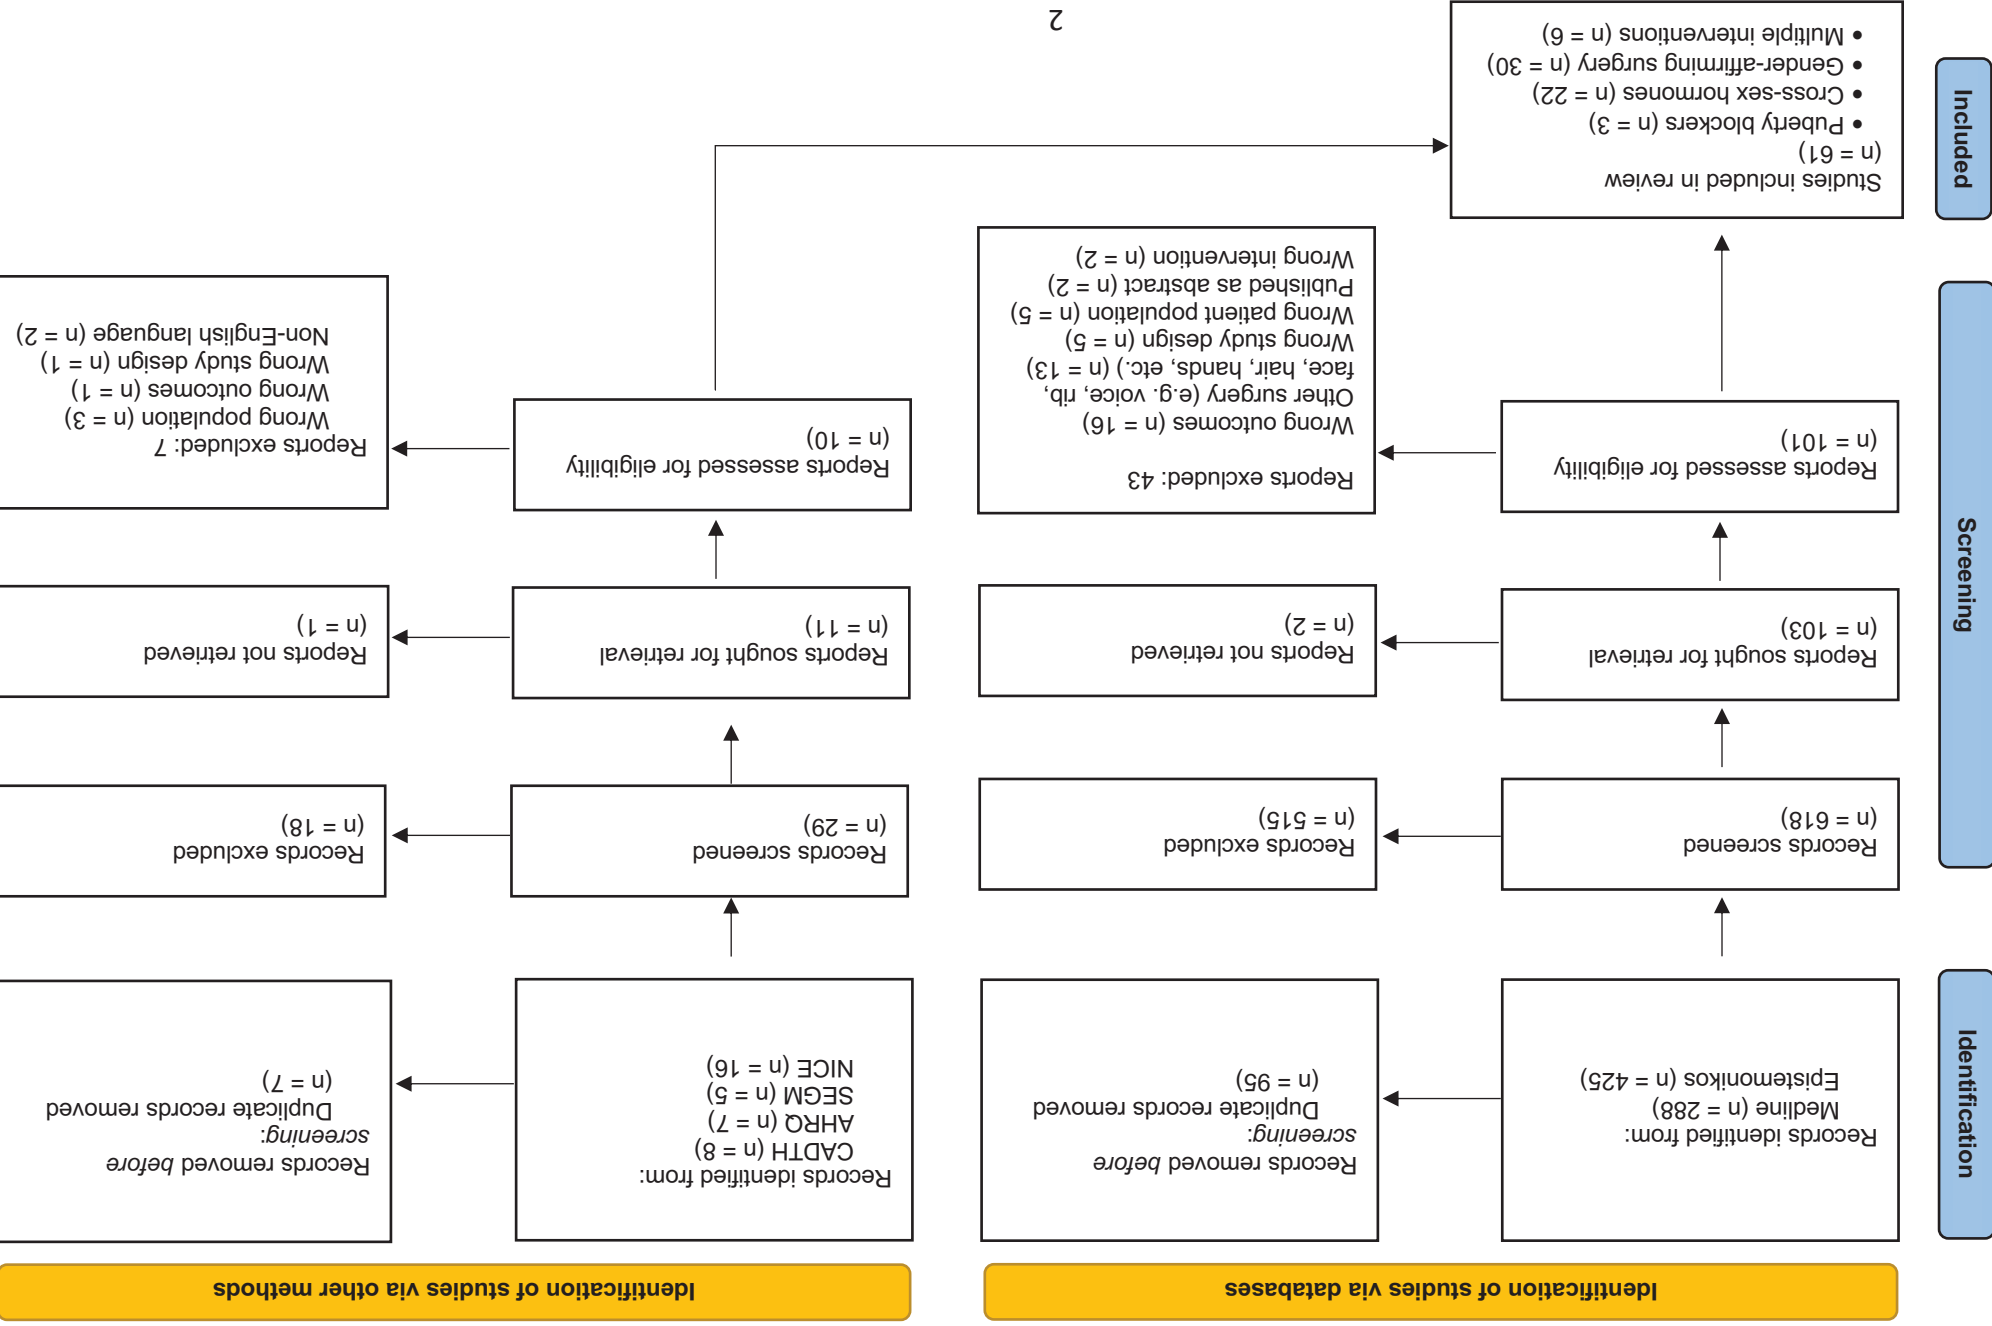 Identification of studies via databases
Identification of studies via other methods
Identification
Records identified from:
Medline (n = 288)
Epistemonikos (n = 425)
Records removed before
screening:
Duplicate records removed
(n = 95)
Records identified from:
CADTH (n = 8)
AHRQ (n = 7)
SEGM (n = 5)
NICE (n = 16)
Records removed before
screening:
Duplicate records removed
(n = 7)
Screening
Records screened
(n = 618)
Records excluded
(n = 515)
Records screened
(n = 29)
Records excluded
(n = 18)
Reports sought for retrieval
(n = 103)
Reports not retrieved
(n = 2)
Reports sought for retrieval
(n = 11)
Reports not retrieved
(n = 1)
Reports assessed for eligibility
(n = 101)
Reports excluded: 43
Wrong outcomes (n = 16)
Other surgery (e.g. voice, rib,
face, hair, hands, etc.) (n = 13)
Wrong study design (n = 5)
Wrong patient population (n = 5)
Published as abstract (n = 2)
Wrong intervention (n = 2)
Reports assessed for eligibility
(n = 10)
Reports excluded: 7
Wrong population (n = 3)
Wrong outcomes (n = 1)
Wrong study design (n = 1)
Non-English language (n = 2)
Included
Studies included in review
(n = 61)
• Puberty blockers (n = 3)
• Cross-sex hormones (n = 22)
• Gender-affirming surgery (n = 30)
• Multiple interventions (n = 6)
2